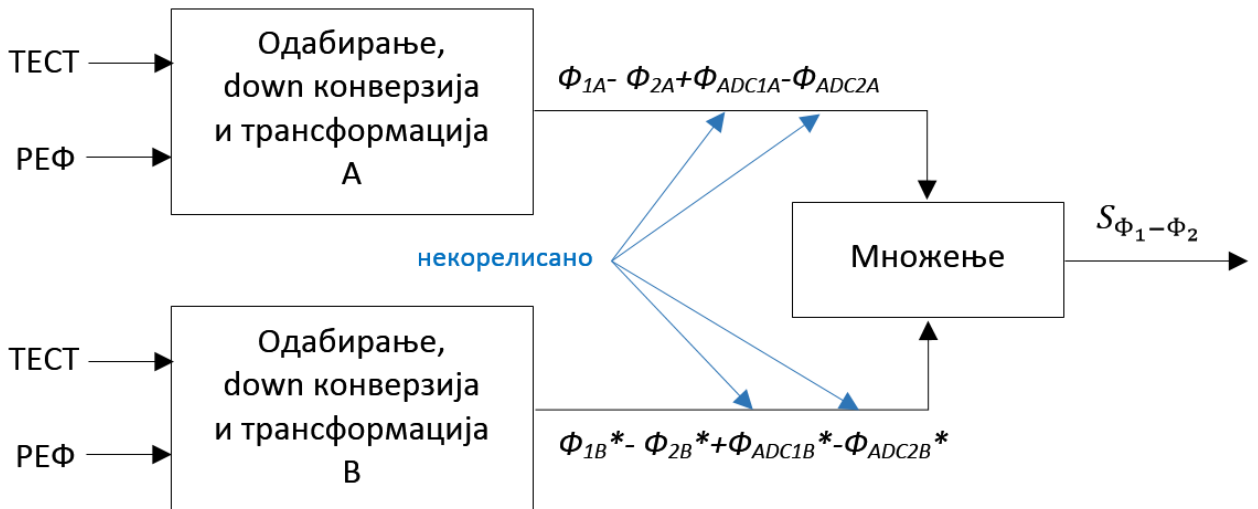 ТЕСТ
РЕФ
Одабирање,
down конверзија
и трансформација
А
Φ1A- Φ2A+ΦADC1A-ΦADC2A
некорелисано
Множење
SΦ1−Φ2
ТЕСТ
РЕФ
Одабирање,
down конверзија
и трансформација
B
Φ1B*- Φ2B*+ΦADC1B*-ΦADC2B*